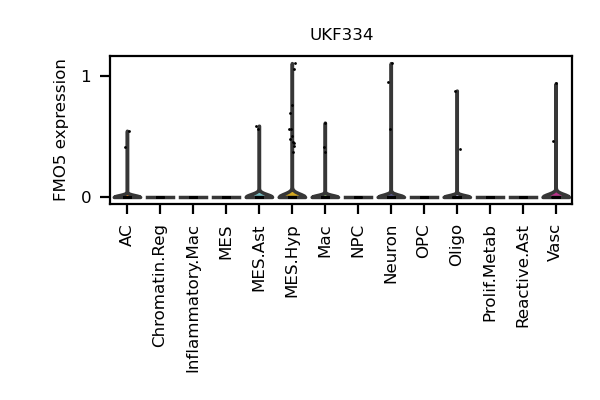 UKF334
FMO5 expression
1
0
AC
Chromatin.Reg
Inflammatory.Mac
MES
MES.Ast
MES.Hyp
Mac
NPC
Neuron
OPC
Oligo
Prolif.Metab
Reactive.Ast
Vasc